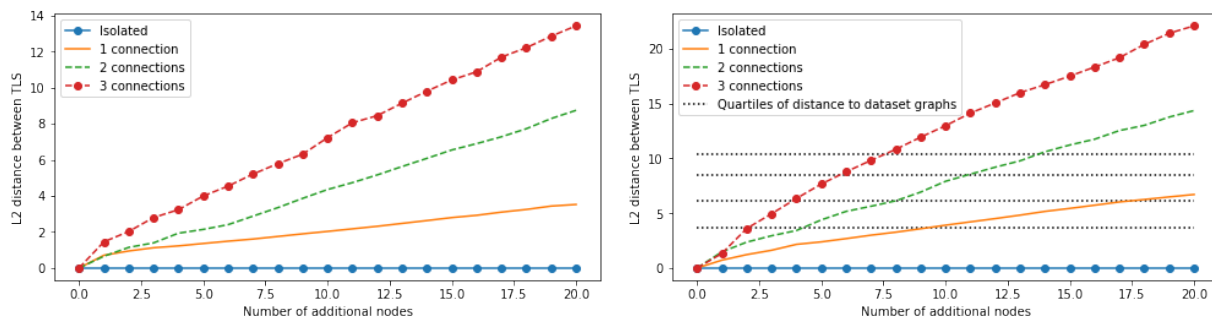 14
12
10
8
6
4
2
0
L2 distance between TLS
Isolated
1 connection
2 connections
3 connections
0.0 2.5 5.0 7.5 10.0 12.5 15.0 17.5 20.0
Number of additional nodes
20
15
10
5
0
L2 distance between TLS
Isolated
1 connection
2 connections
3 connections
Quartiles of distance to dataset graphs
0.0 2.5 5.0 7.5 10.0 12.5 15.0 17.5 20.0
Number of additional nodes